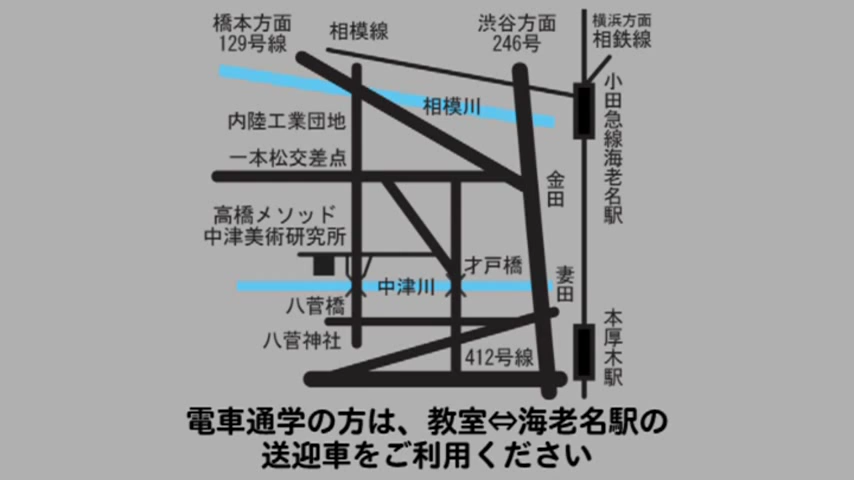 橋本方面
129号線
相模線
渋谷方面
246号
横浜方面
相鉄線
小田急線海老名駅
相模川
内陸工業団地
一本松交差点
金田
高橋メソッド
中津美術研究所
才戸橋
妻田
中津川
八菅橋
八菅神社
412号線
本厚木駅
電車通学の方は、教室⇔海老名駅の
送迎車をご利用ください